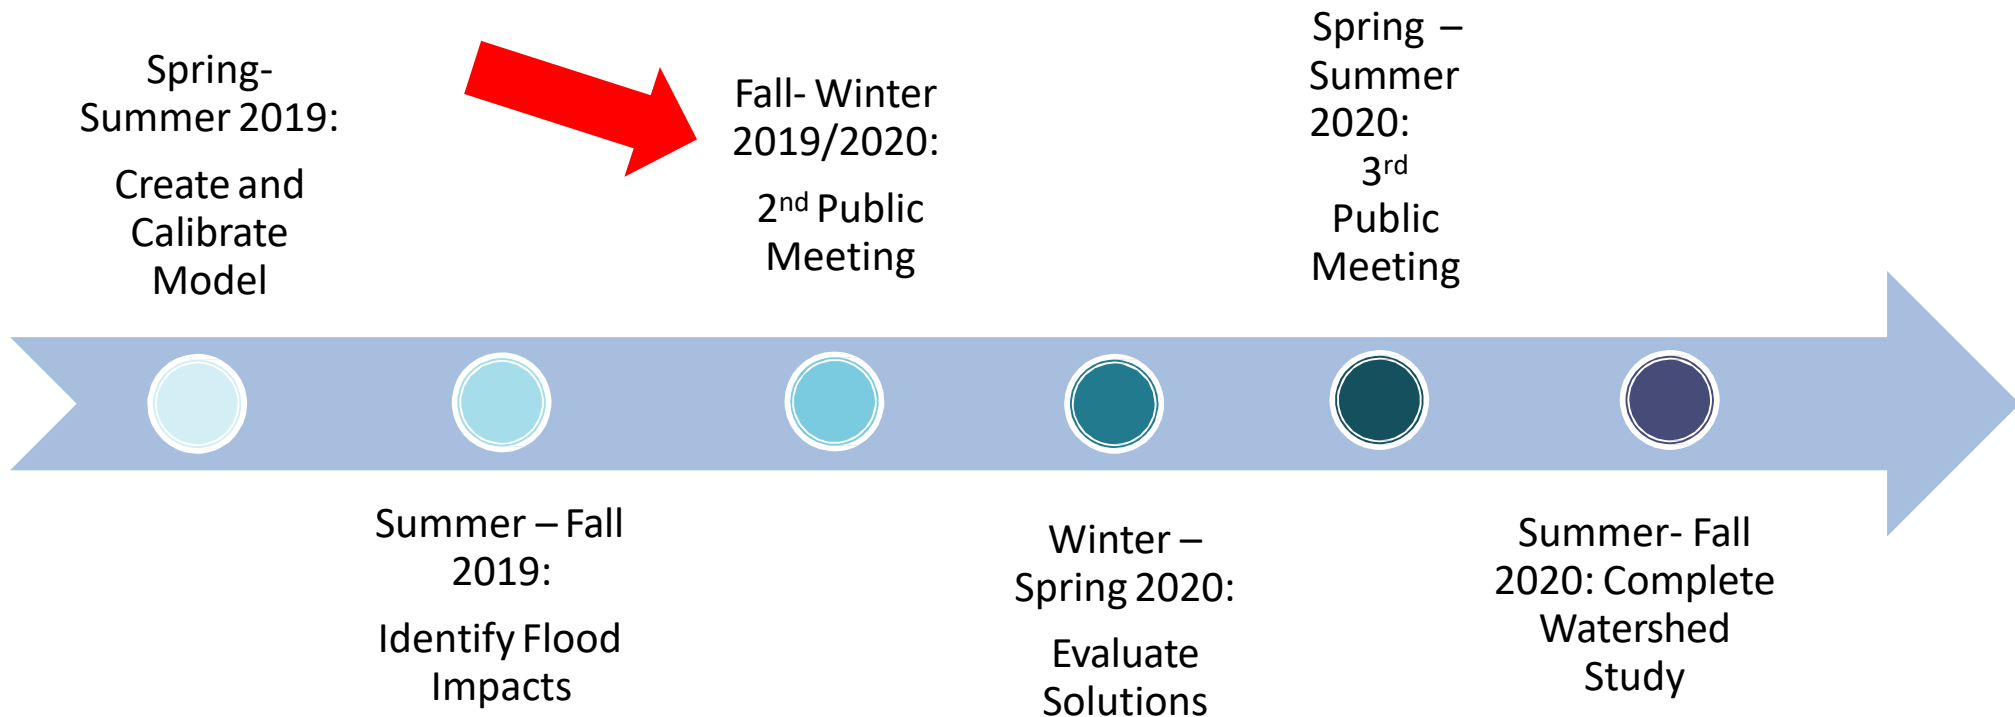 Spring-
Summer 2019:
Create and
Calibrate
Model
Summer – Fall
2019:
Identify Flood
Impacts
Fall- Winter
2019/2020:
2nd Public
Meeting
Winter –
Spring 2020:
Evaluate
Solutions
Spring –
Summer
2020:
3rd
Public
Meeting
Summer- Fall
2020: Complete
Watershed
Study